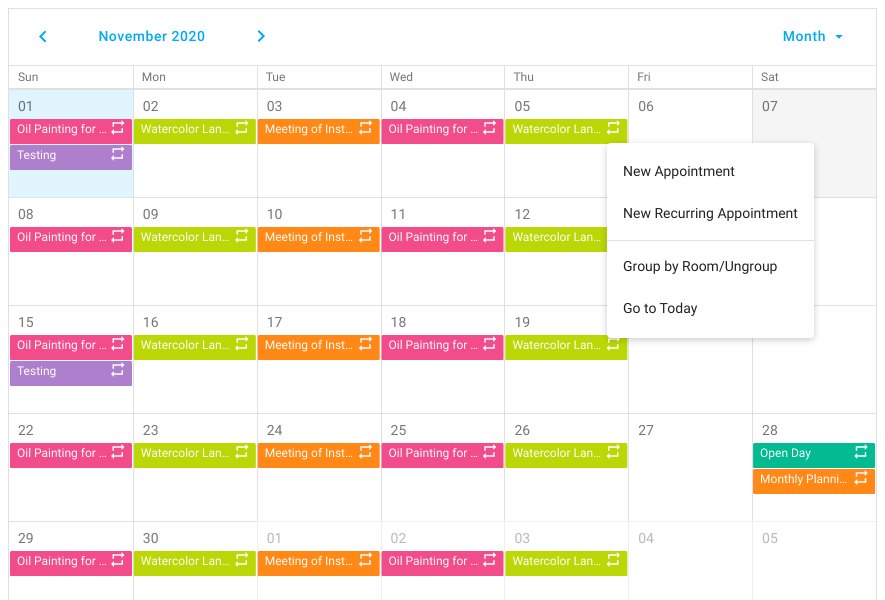 November 2020 Month
Sun Mon Tue Wed Thu Fri Sat
01 02 03 04 05 06 07
Oil Painting for ... Watercolor Lan... Meeting of Inst... Oil Painting for ... Watercolor Lan...
Testing
New Appointment
New Recurring Appointment
Group by Room/Ungroup
Go to Today
08 09 10 11 12
Oil Painting for ... Watercolor Lan... Meeting of Inst... Oil Painting for ... Watercolor Lan...
15 16 17 18 19
Oil Painting for ... Watercolor Lan... Meeting of Inst... Oil Painting for ... Watercolor Lan...
Testing
22 23 24 25 26 27 28
Oil Painting for ... Watercolor Lan... Meeting of Inst... Oil Painting for ... Watercolor Lan... Open Day
Monthly Planni...
29 30 01 02 03 04 05
Oil Painting for ... Watercolor Lan... Meeting of Inst... Oil Painting for ... Watercolor Lan...